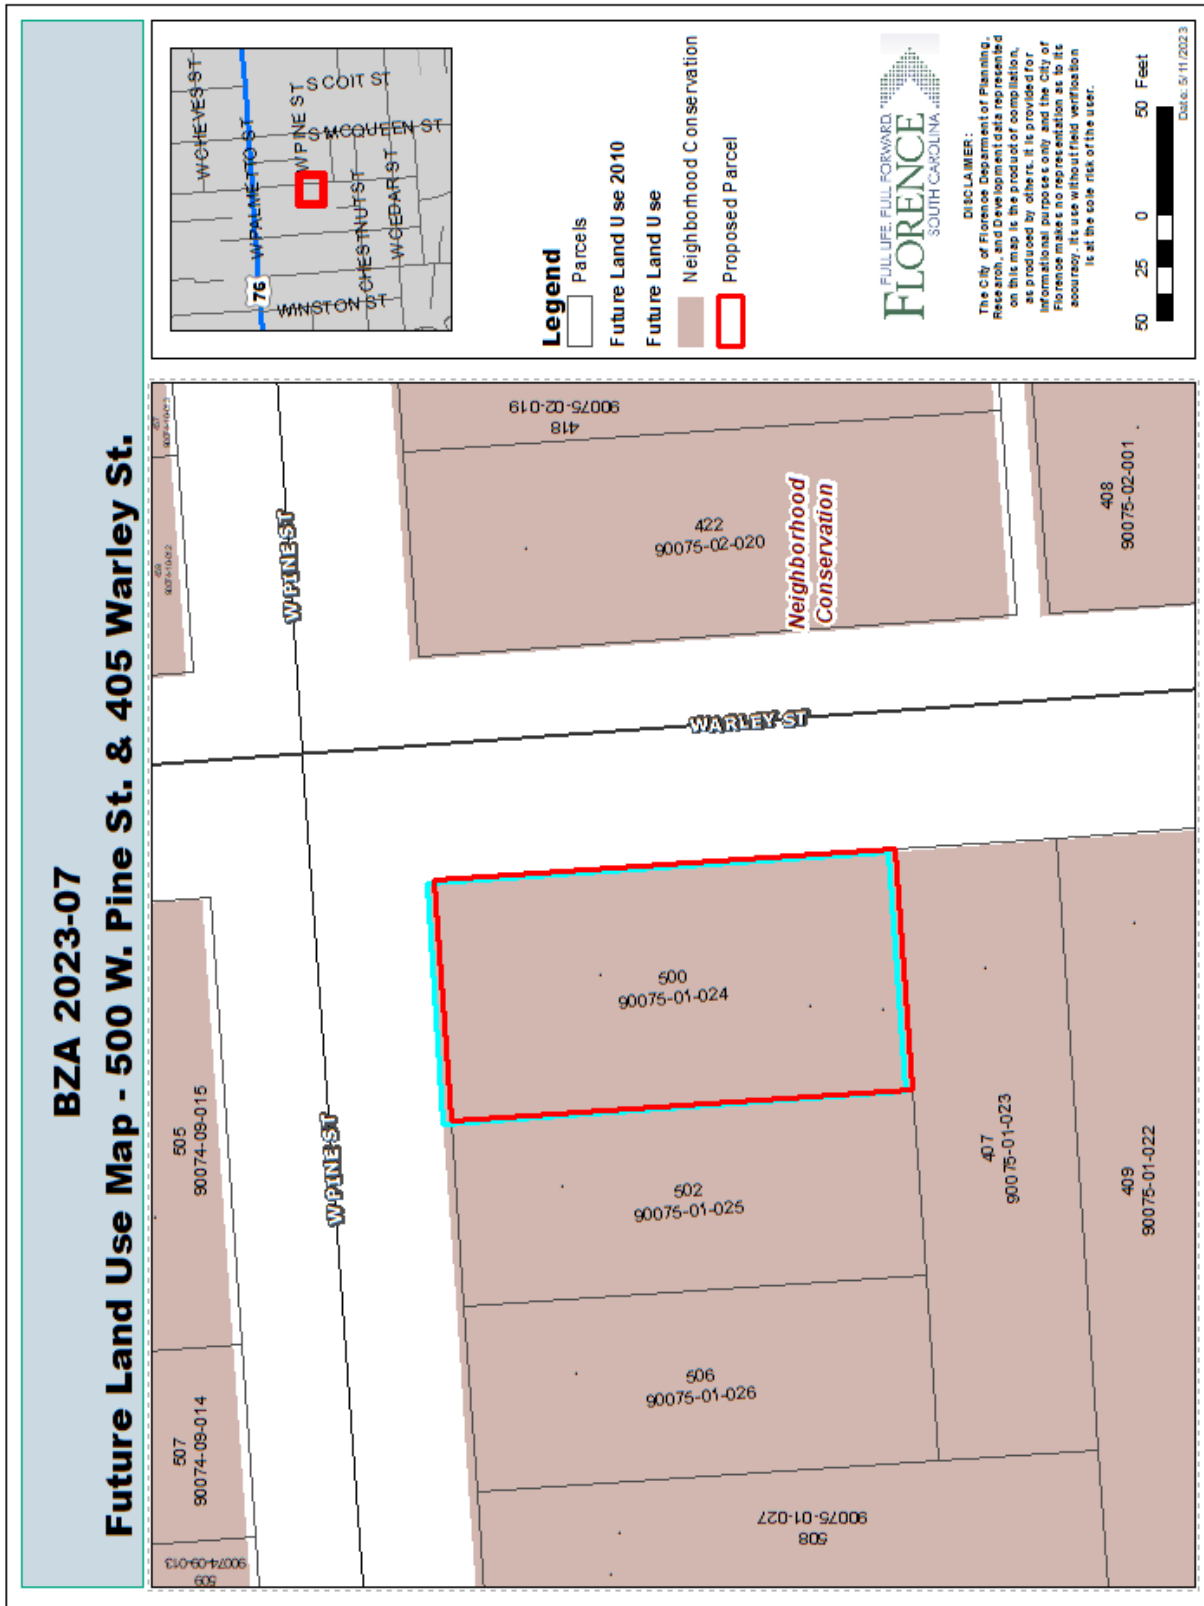 BZA 2023-07
Future Land Use Map - 500 W. Pine St. & 405 Warley St.
509
90074-09-013
507
90074-09-014
505
90074-09-015
W PINE ST
W PINE ST
WARLEY ST
508
90075-01-027
506
90075-01-026
502
90075-01-025
500
90075-01-024
407
90075-01-023
409
90075-01-022
422
90075-02-020
418
90075-02-019
Neighborhood
Conservation
408
90075-02-001
W CHEVES ST
W PALMETTO ST
76
W PINE ST
S COIT ST
S MCQUEEN ST
CHESTNUT ST
W CEDAR ST
WINSTON ST
Legend
Parcels
Future Land Use 2010
Future Land Use
Neighborhood Conservation
Proposed Parcel
FULL LIFE. FULL FORWARD.
FLORENCE
SOUTH CAROLINA
DISCLAIMER:
The City of Florence Department of Planning,
Research, and Development data represented
on this map is the product of compilation,
as produced by others. It is provided for
informational purposes only and the City of
Florence makes no representation as to its
accuracy. Its use without field verification
is at the sole risk of the user.
50 25 0 50 Feet
Date: 5/11/2023